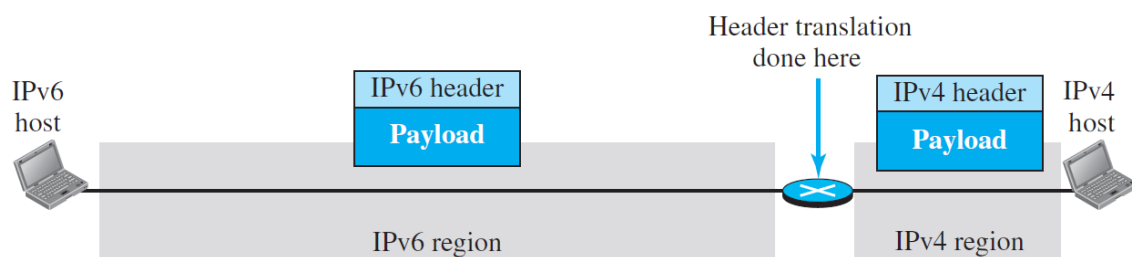 Header translation
done here
IPv6
host
IPv6 header
Payload
IPv4 header
Payload
IPv4
host
IPv6 region
IPv4 region